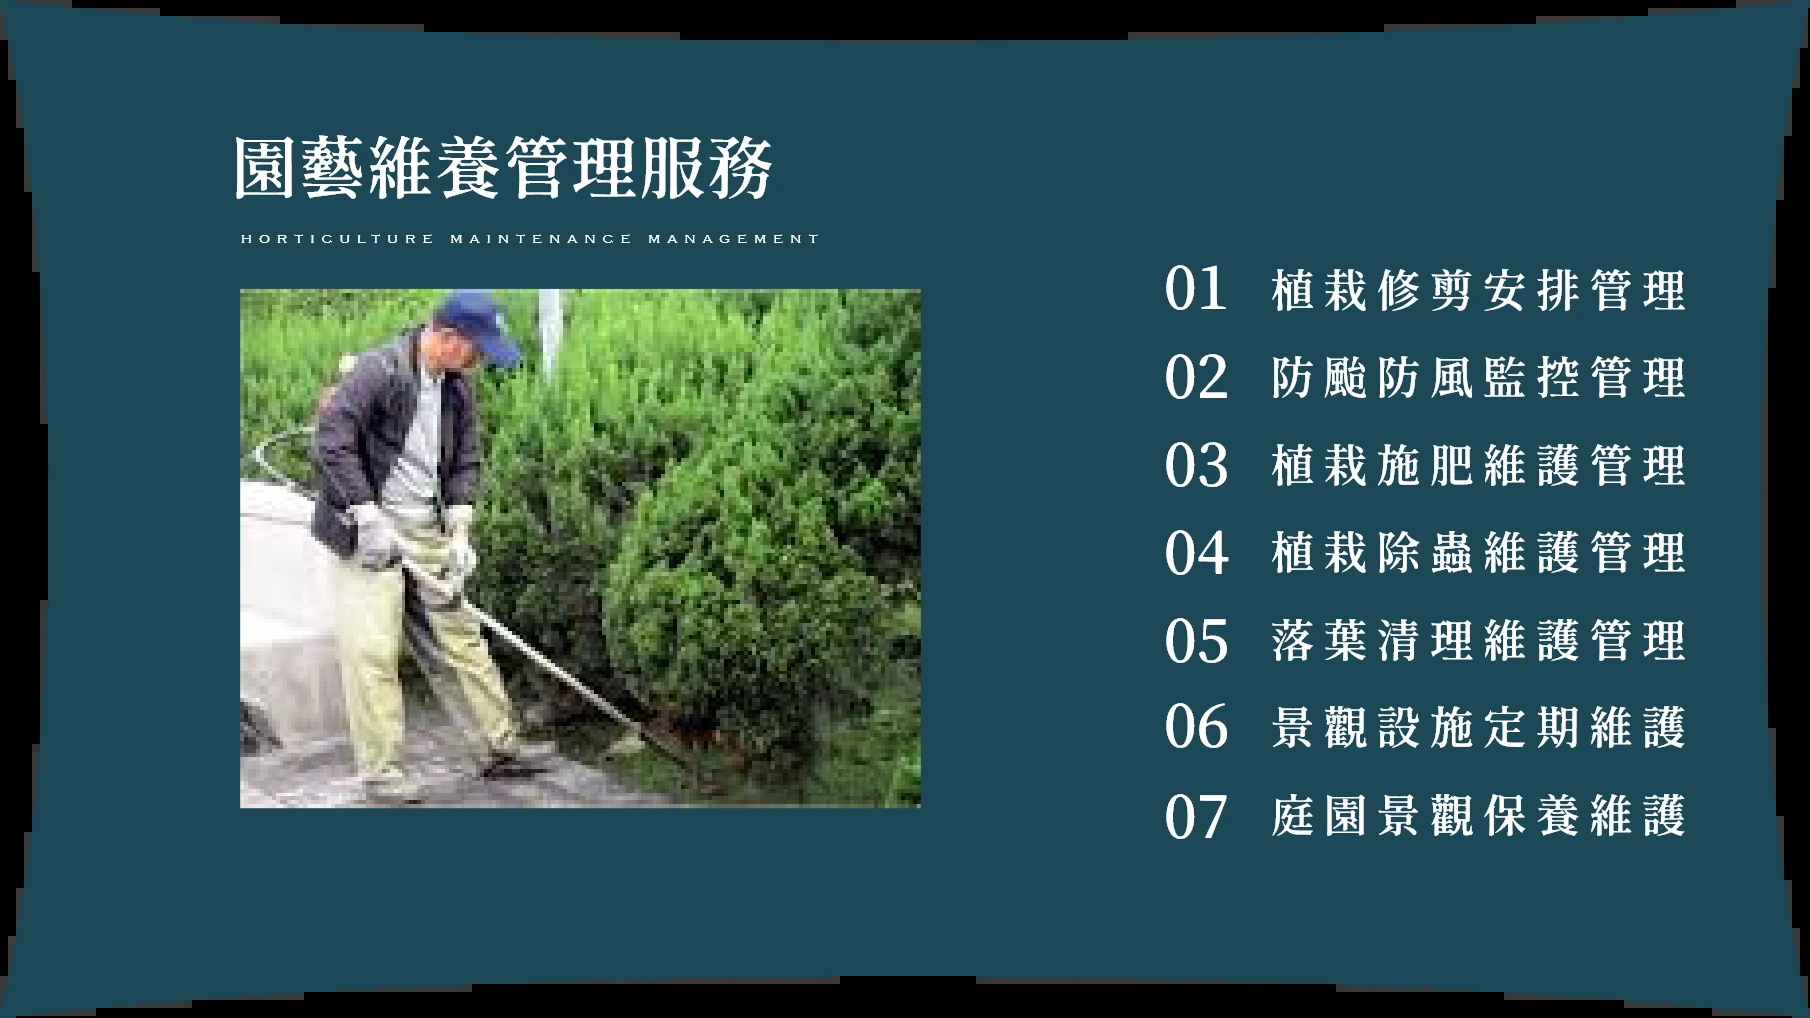 園藝維養管理服務
HORTICULTURE MAINTENANCE MANAGEMENT
01 植栽修剪安排管理
02 防颱防風監控管理
03 植栽施肥維護管理
04 植栽除蟲維護管理
05 落葉清理維護管理
06 景觀設施定期維護
07 庭園景觀保養維護